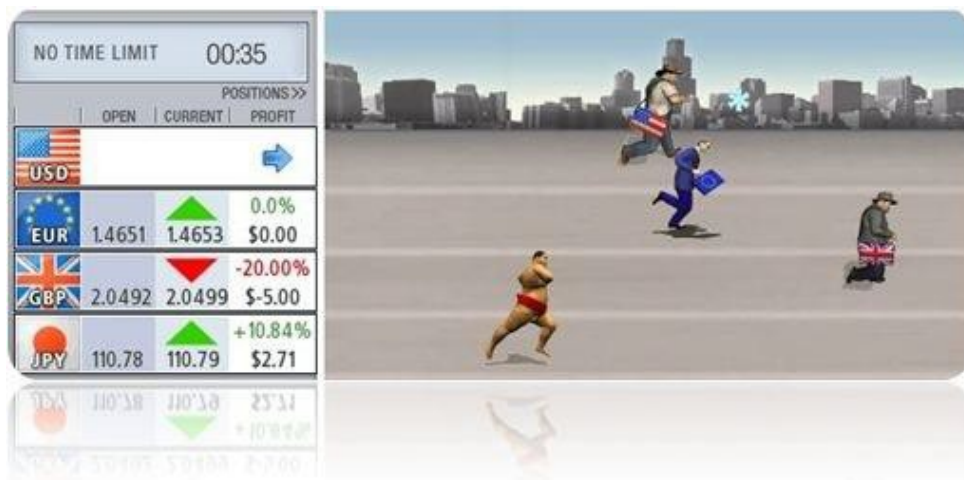 NO TIME LIMIT 00:35
POSITIONS >>
OPEN CURRENT PROFIT
USD
0.0%
EUR 1.4651 1.4653 $0.00
-20.00%
GBP 2.0492 2.0499 $-5.00
+10.84%
JPY 110.78 110.79 $2.71